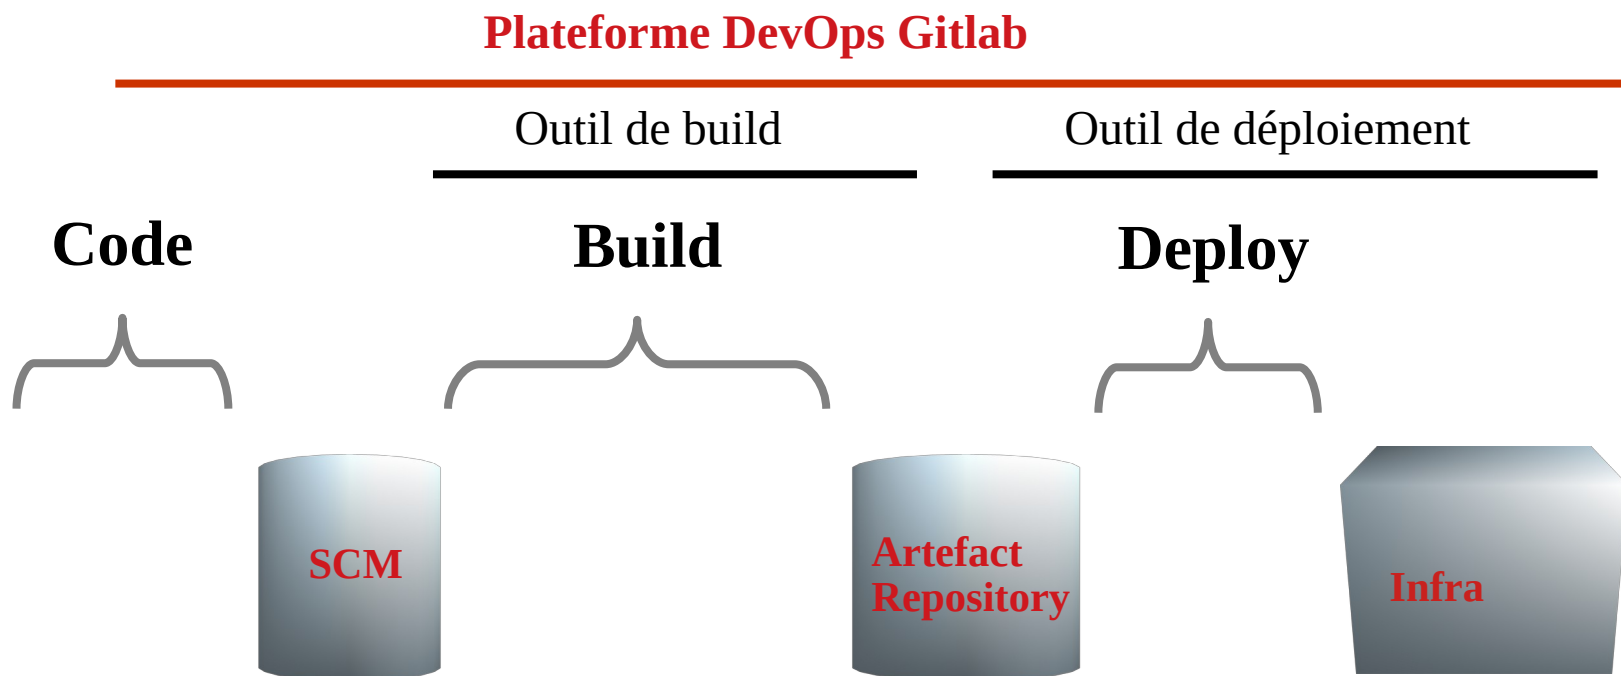 Plateforme DevOps Gitlab
Outil de build
Outil de déploiement
Code
Build
Deploy
SCM
Artefact
Repository
Infra